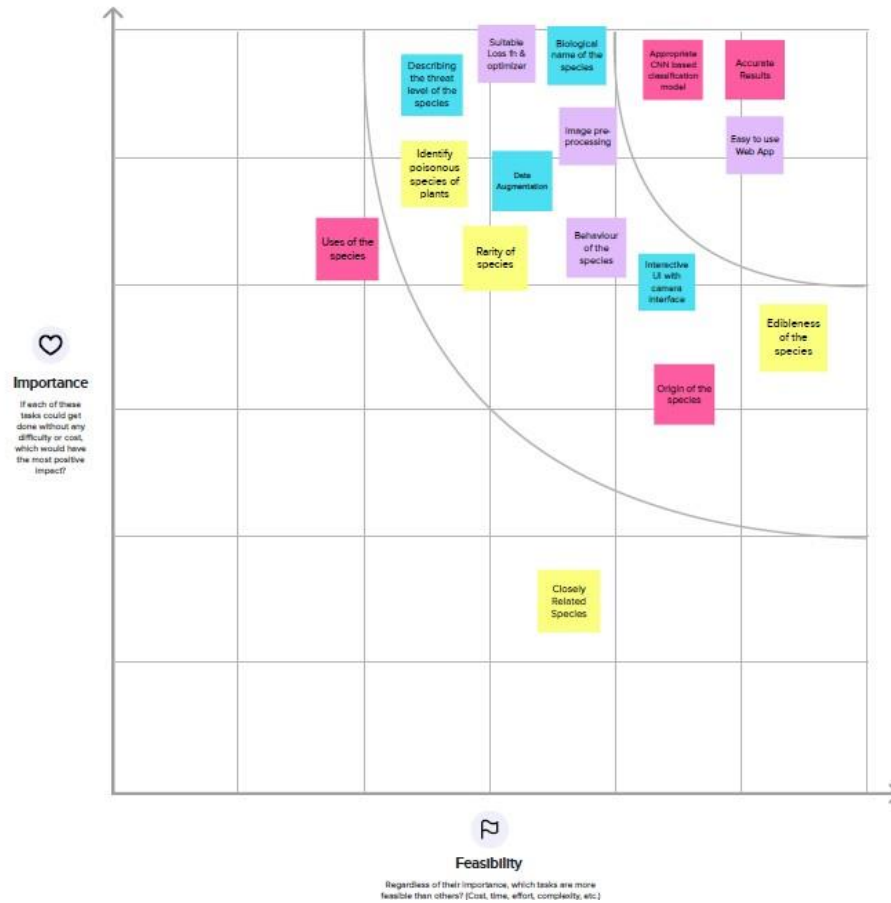 Suitable
Loss fn &
optimizer
Biological
name of the
species
Appropriate
CNN based
classification
model
Accurate
Results
Describing
the threat
level of the
species
Image pre-
processing
Easy to use
Web App
Identify
poisonous
species of
plants
Data
Augmentation
Uses of the
species
Rarity of
species
Behaviour
of the
species
Interactive
UI with
camera
interface
Edibleness
of the
species
Origin of the
species
Importance
If each of these
tasks could get
done without any
difficulty or cost,
which would have
the most positive
impact?
Closely
Related
Species
Feasibility
Regardless of their importance, which tasks are more
feasible than others? (Cost, time, effort, complexity, etc.)